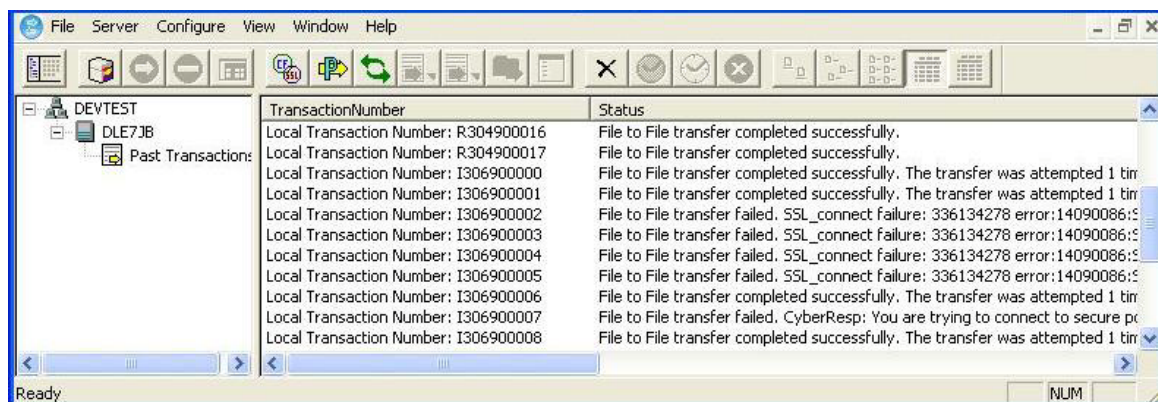 File Server Configure View Window Help
CF SSL P
DEVTEST
DLE7JB
Past Transactions
TransactionNumber Status
Local Transaction Number: R304900016 File to File transfer completed successfully.
Local Transaction Number: R304900017 File to File transfer completed successfully.
Local Transaction Number: I306900000 File to File transfer completed successfully. The transfer was attempted 1 tim
Local Transaction Number: I306900001 File to File transfer completed successfully. The transfer was attempted 1 tim
Local Transaction Number: I306900002 File to File transfer failed. SSL_connect failure: 336134278 error:14090086:S
Local Transaction Number: I306900003 File to File transfer failed. SSL_connect failure: 336134278 error:14090086:S
Local Transaction Number: I306900004 File to File transfer failed. SSL_connect failure: 336134278 error:14090086:S
Local Transaction Number: I306900005 File to File transfer failed. SSL_connect failure: 336134278 error:14090086:S
Local Transaction Number: I306900006 File to File transfer completed successfully. The transfer was attempted 1 tim
Local Transaction Number: I306900007 File to File transfer failed. CyberResp: You are trying to connect to secure po
Local Transaction Number: I306900008 File to File transfer completed successfully. The transfer was attempted 1 tim
Ready NUM